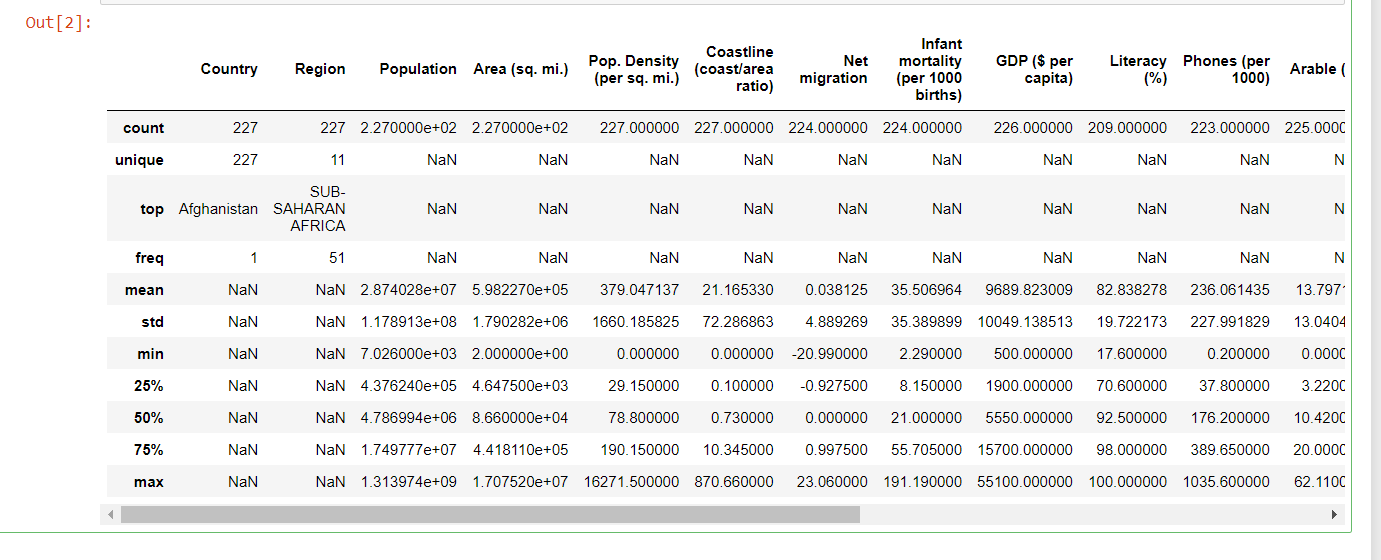 Out[2]:
Country Region Population Area (sq. mi.) Pop. Density (per sq. mi.) Coastline (coast/area ratio) Net migration Infant mortality (per 1000 births) GDP ($ per capita) Literacy (%) Phones (per 1000) Arable (
count 227 227 2.270000e+02 2.270000e+02 227.000000 227.000000 224.000000 224.000000 226.000000 209.000000 223.000000 225.0000
unique 227 11 NaN NaN NaN NaN NaN NaN NaN NaN NaN N
top Afghanistan SUB-SAHARAN AFRICA NaN NaN NaN NaN NaN NaN NaN NaN NaN N
freq 1 51 NaN NaN NaN NaN NaN NaN NaN NaN NaN N
mean NaN NaN 2.874028e+07 5.982270e+05 379.047137 21.165330 0.038125 35.506964 9689.823009 82.838278 236.061435 13.797
std NaN NaN 1.178913e+08 1.790282e+06 1660.185825 72.286863 4.889269 35.389899 10049.138513 19.722173 227.991829 13.0404
min NaN NaN 7.026000e+03 2.000000e+00 0.000000 0.000000 -20.990000 2.290000 500.000000 17.600000 0.200000 0.0000
25% NaN NaN 4.376240e+05 4.647500e+03 29.150000 0.100000 -0.927500 8.150000 1900.000000 70.600000 37.800000 3.2200
50% NaN NaN 4.786994e+06 8.660000e+04 78.800000 0.730000 0.000000 21.000000 5550.000000 92.500000 176.200000 10.4200
75% NaN NaN 1.749777e+07 4.418110e+05 190.150000 10.345000 0.997500 55.705000 15700.000000 98.000000 389.650000 20.0000
max NaN NaN 1.313974e+09 1.707520e+07 16271.500000 870.660000 23.060000 191.190000 55100.000000 100.000000 1035.600000 62.1100